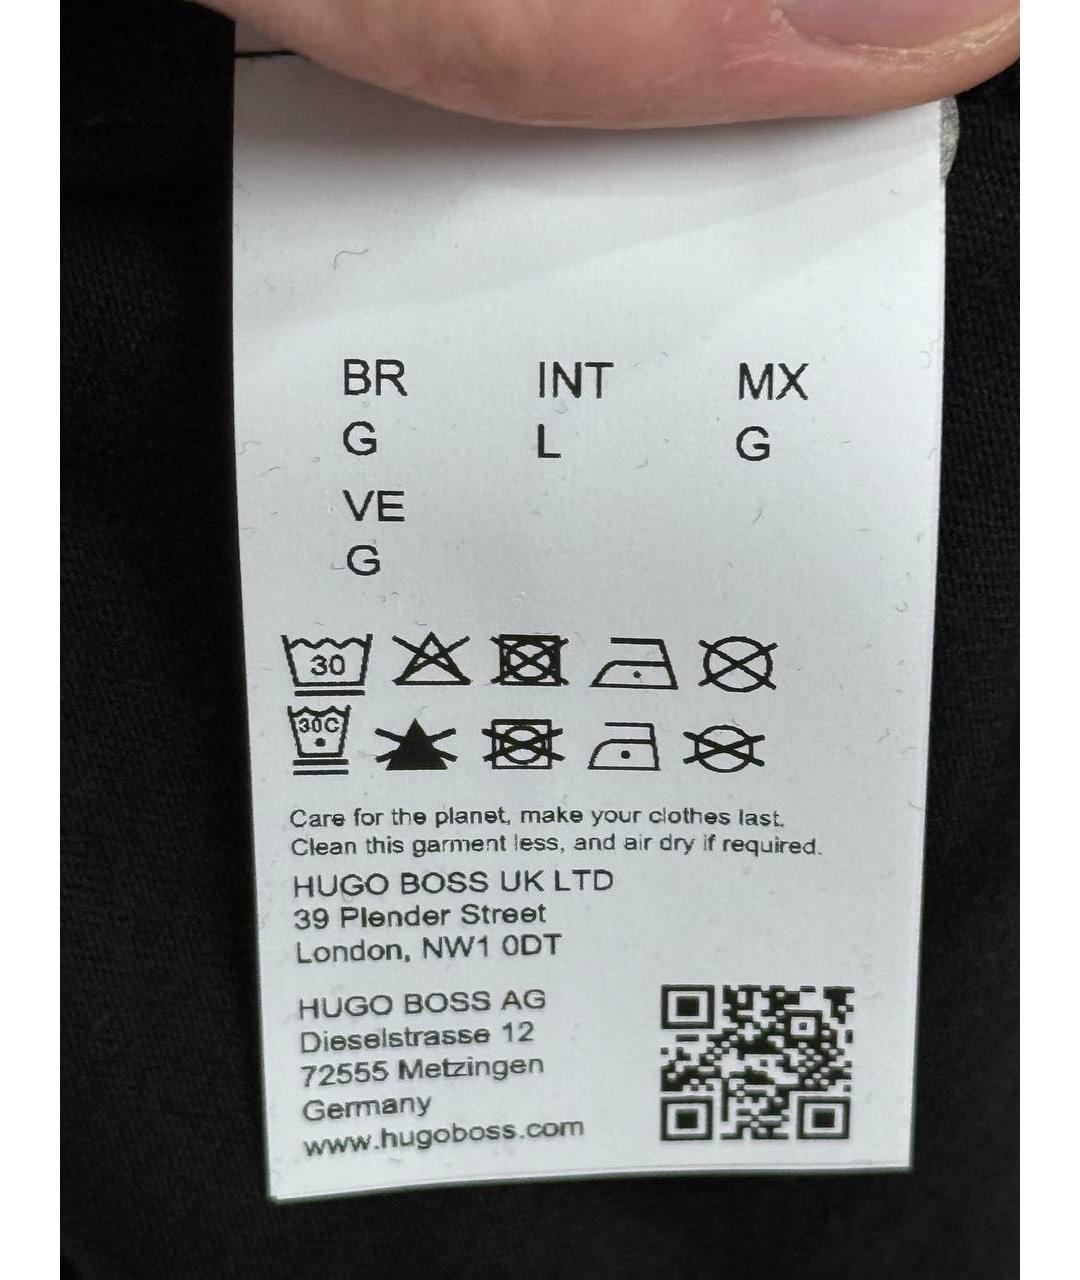 BR INT MX
G L G
VE
G
30
30C
Care for the planet, make your clothes last.
Clean this garment less, and air dry if required.
HUGO BOSS UK LTD
39 Plender Street
London, NW1 0DT
HUGO BOSS AG
Dieselstrasse 12
72555 Metzingen
Germany
www.hugoboss.com